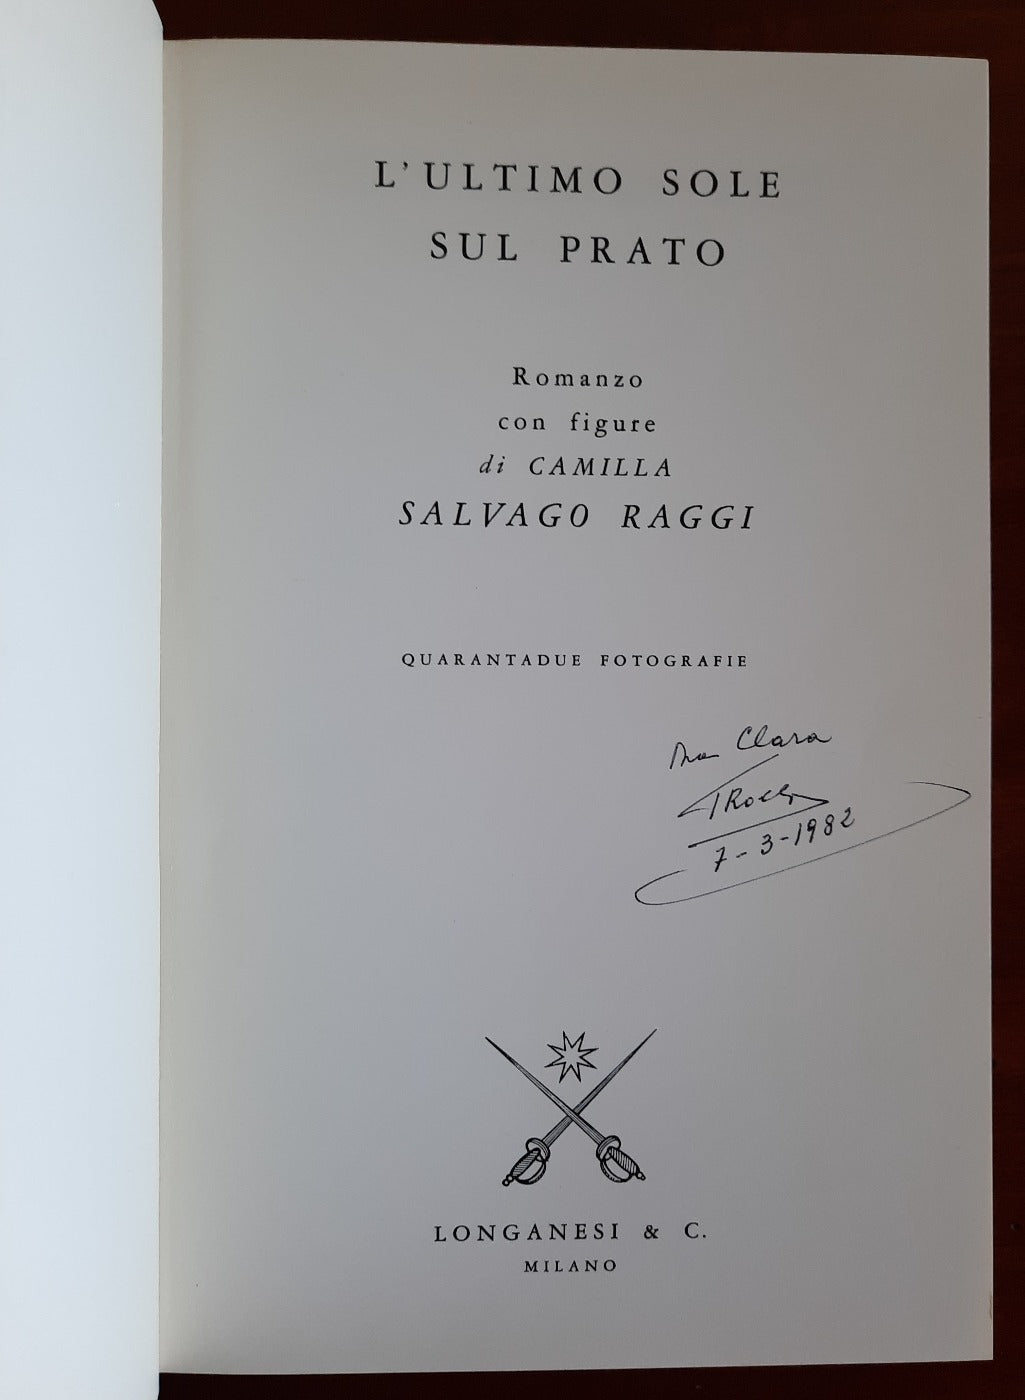 L'ULTIMO SOLE
SUL PRATO
Romanzo
con figure
di CAMILLA
SALVAGO RAGGI
QUARANTADUE FOTOGRAFIE
Clara
7-3-1982
LONGANESI & C.
MILANO